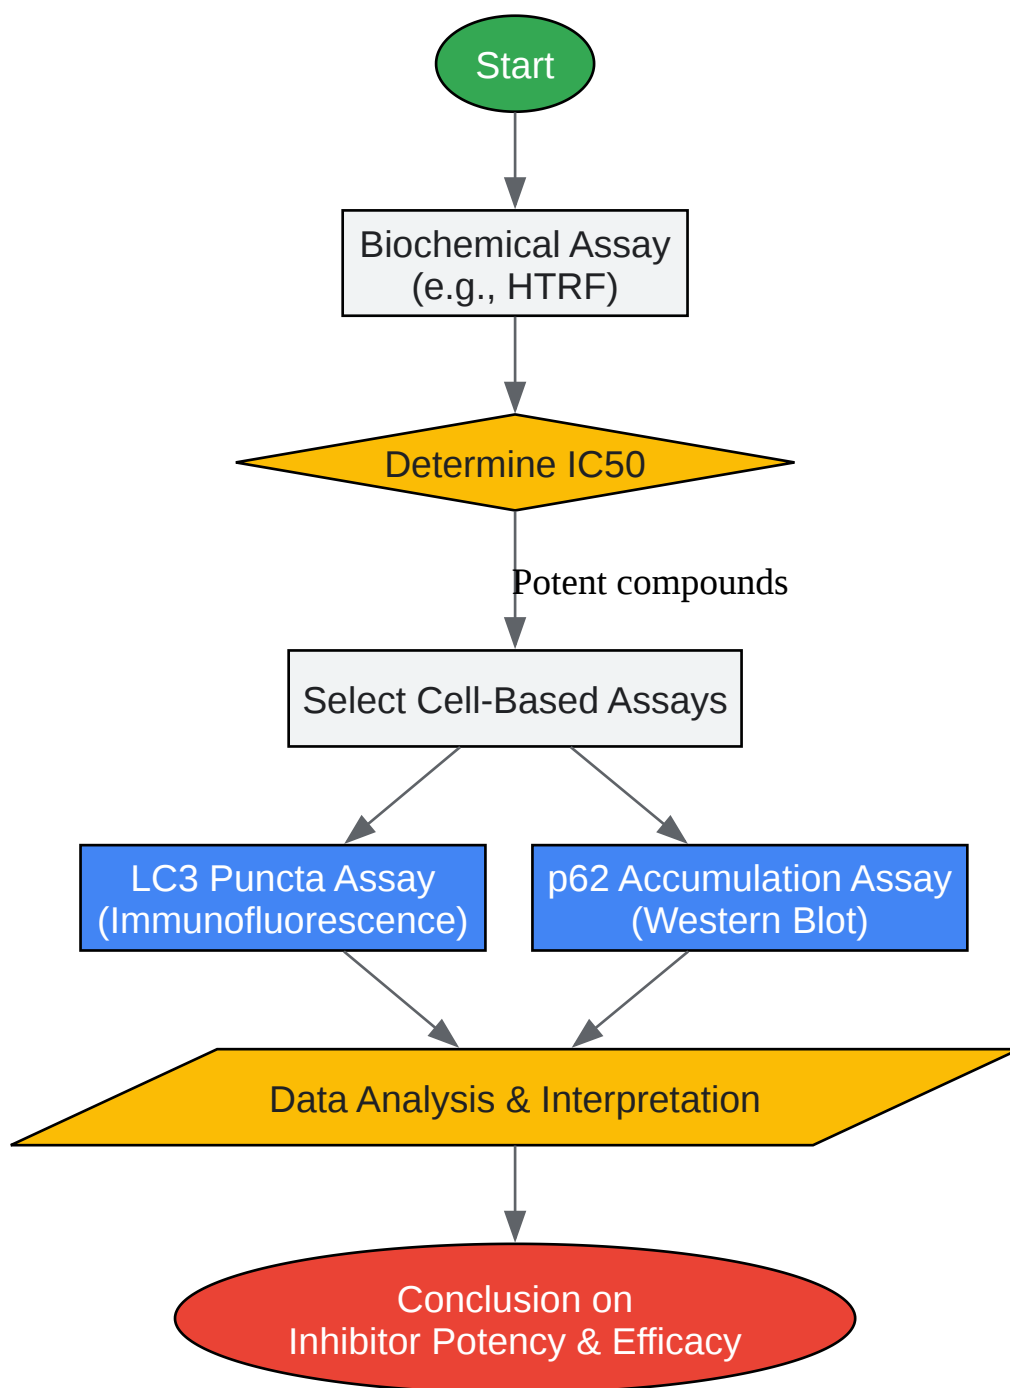 Start
Biochemical Assay
(e.g., HTRF)
Determine IC50
Potent compounds
Select Cell-Based Assays
LC3 Puncta Assay
(Immunofluorescence)
p62 Accumulation Assay
(Western Blot)
Data Analysis & Interpretation
Conclusion on
Inhibitor Potency & Efficacy